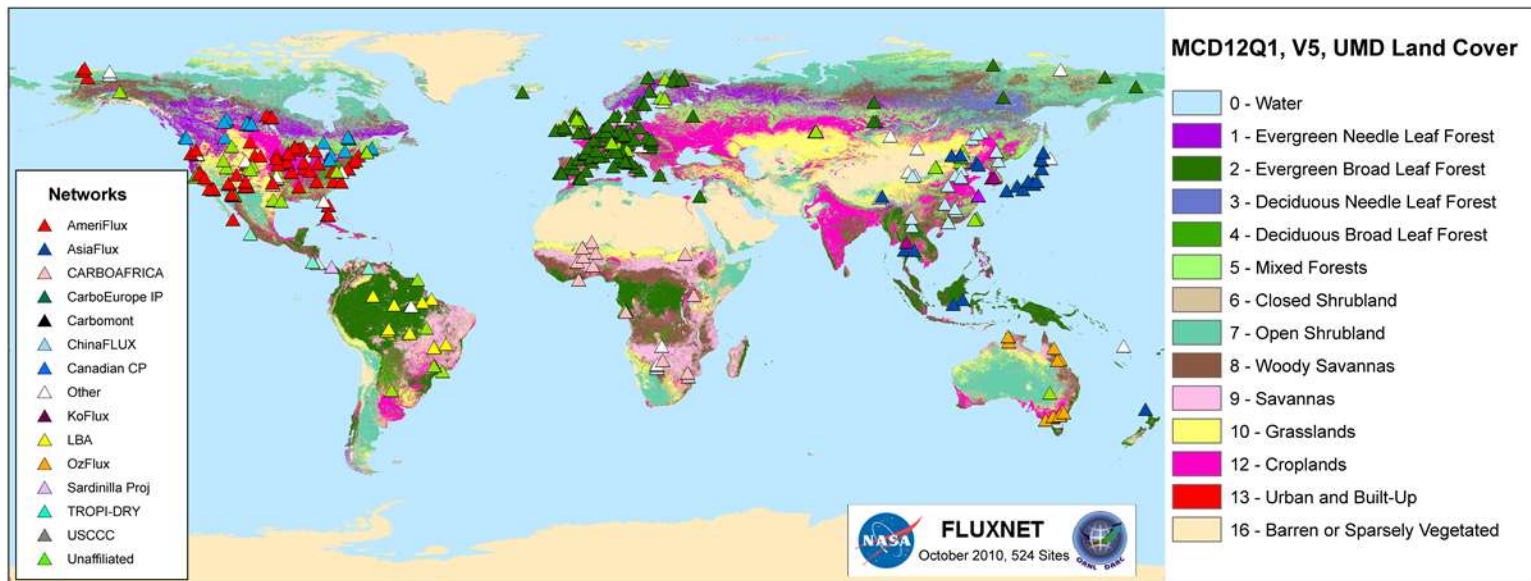 MCD12Q1, V5, UMD Land Cover
0 - Water
1 - Evergreen Needle Leaf Forest
2 - Evergreen Broad Leaf Forest
3 - Deciduous Needle Leaf Forest
4 - Deciduous Broad Leaf Forest
5 - Mixed Forests
6 - Closed Shrubland
7 - Open Shrubland
8 - Woody Savannas
9 - Savannas
10 - Grasslands
12 - Croplands
13 - Urban and Built-Up
16 - Barren or Sparsely Vegetated
Networks
AmeriFlux
AsiaFlux
CARBOAFRICA
CarboEurope IP
Carbomont
ChinaFLUX
Canadian CP
Other
KoFlux
LBA
OzFlux
Sardinilla Proj
TROPI-DRY
USCCC
Unaffiliated
NASA
FLUXNET
October 2010, 524 Sites
ORNL DAAC